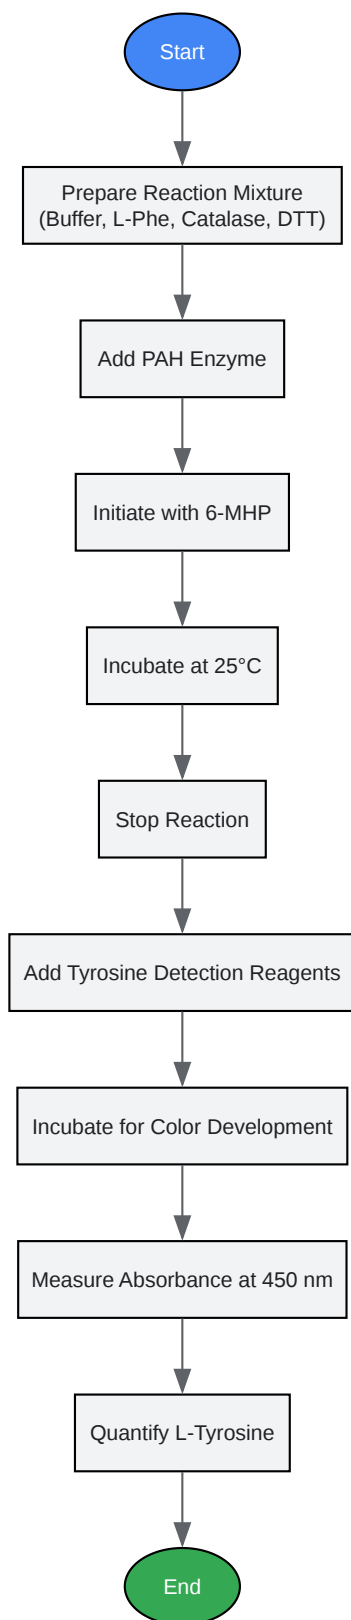 Start
Prepare Reaction Mixture
(Buffer, L-Phe, Catalase, DTT)
Add PAH Enzyme
Initiate with 6-MHP
Incubate at 25°C
Stop Reaction
Add Tyrosine Detection Reagents
Incubate for Color Development
Measure Absorbance at 450 nm
Quantify L-Tyrosine
End